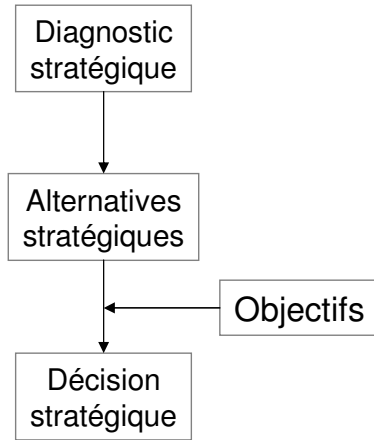 Diagnostic
stratégique
Alternatives
stratégiques
Objectifs
Décision
stratégique